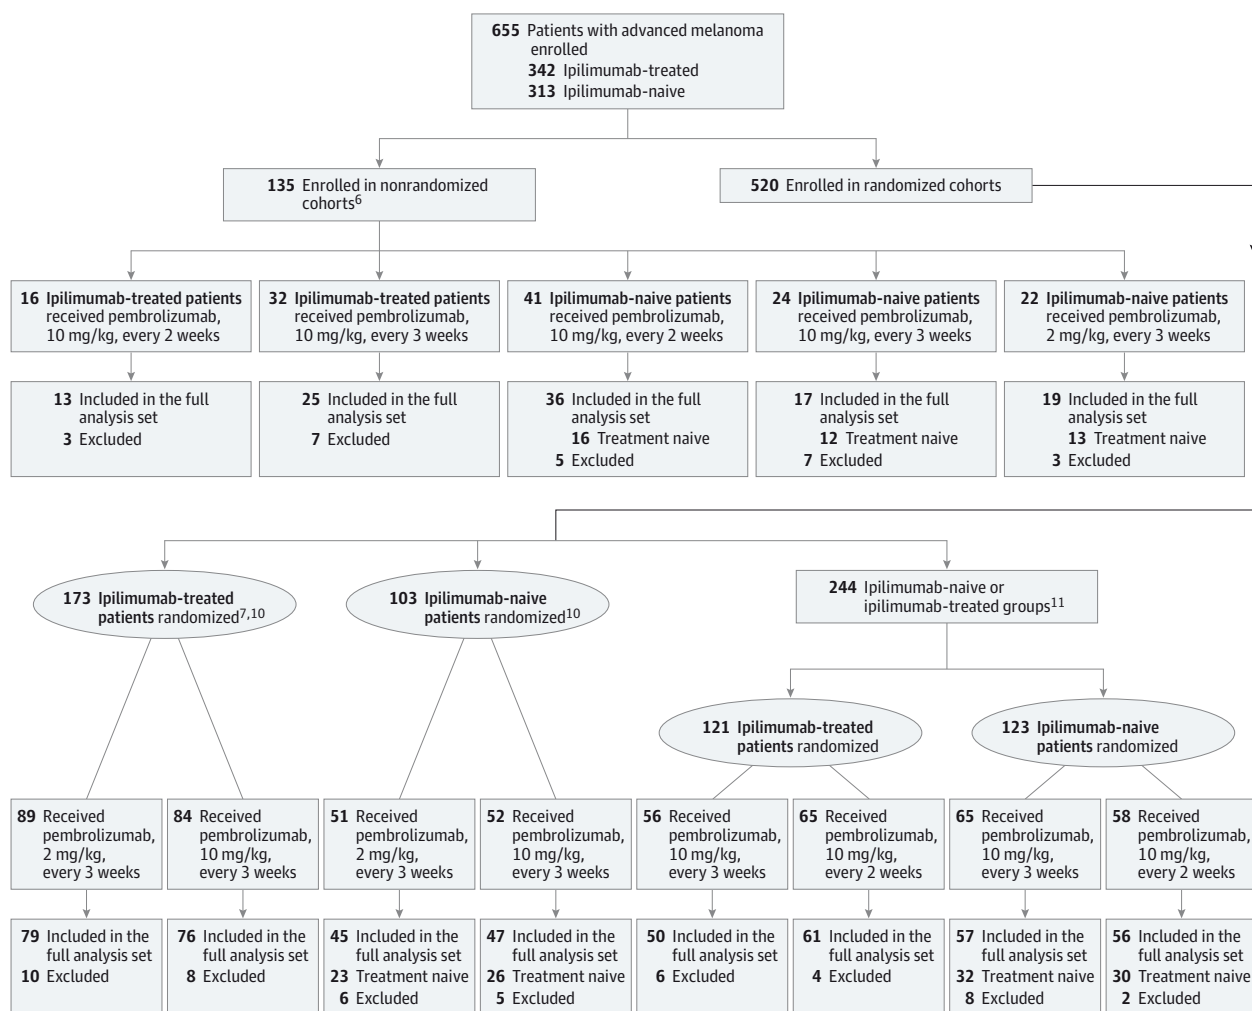 655 Patients with advanced melanoma
enrolled
342 Ipilimumab-treated
313 Ipilimumab-naive
135 Enrolled in nonrandomized
cohorts6
520 Enrolled in randomized cohorts
16 Ipilimumab-treated patients
received pembrolizumab,
10 mg/kg, every 2 weeks
32 Ipilimumab-treated patients
received pembrolizumab,
10 mg/kg, every 3 weeks
41 Ipilimumab-naive patients
received pembrolizumab,
10 mg/kg, every 2 weeks
24 Ipilimumab-naive patients
received pembrolizumab,
10 mg/kg, every 3 weeks
22 Ipilimumab-naive patients
received pembrolizumab,
2 mg/kg, every 3 weeks
13 Included in the full
analysis set
3 Excluded
25 Included in the full
analysis set
7 Excluded
36 Included in the full
analysis set
16 Treatment naive
5 Excluded
17 Included in the full
analysis set
12 Treatment naive
7 Excluded
19 Included in the full
analysis set
13 Treatment naive
3 Excluded
173 Ipilimumab-treated
patients randomized7,10
103 Ipilimumab-naive
patients randomized10
244 Ipilimumab-naive or
ipilimumab-treated groups11
121 Ipilimumab-treated
patients randomized
123 Ipilimumab-naive
patients randomized
89 Received
pembrolizumab,
2 mg/kg,
every 3 weeks
84 Received
pembrolizumab,
10 mg/kg,
every 3 weeks
51 Received
pembrolizumab,
2 mg/kg,
every 3 weeks
52 Received
pembrolizumab,
10 mg/kg,
every 3 weeks
56 Received
pembrolizumab,
10 mg/kg,
every 3 weeks
65 Received
pembrolizumab,
10 mg/kg,
every 2 weeks
65 Received
pembrolizumab,
10 mg/kg,
every 3 weeks
58 Received
pembrolizumab,
10 mg/kg,
every 2 weeks
79 Included in the
full analysis set
10 Excluded
76 Included in the
full analysis set
8 Excluded
45 Included in the
full analysis set
23 Treatment naive
6 Excluded
47 Included in the
full analysis set
26 Treatment naive
5 Excluded
50 Included in the
full analysis set
6 Excluded
61 Included in the
full analysis set
4 Excluded
57 Included in the
full analysis set
32 Treatment naive
8 Excluded
56 Included in the
full analysis set
30 Treatment naive
2 Excluded